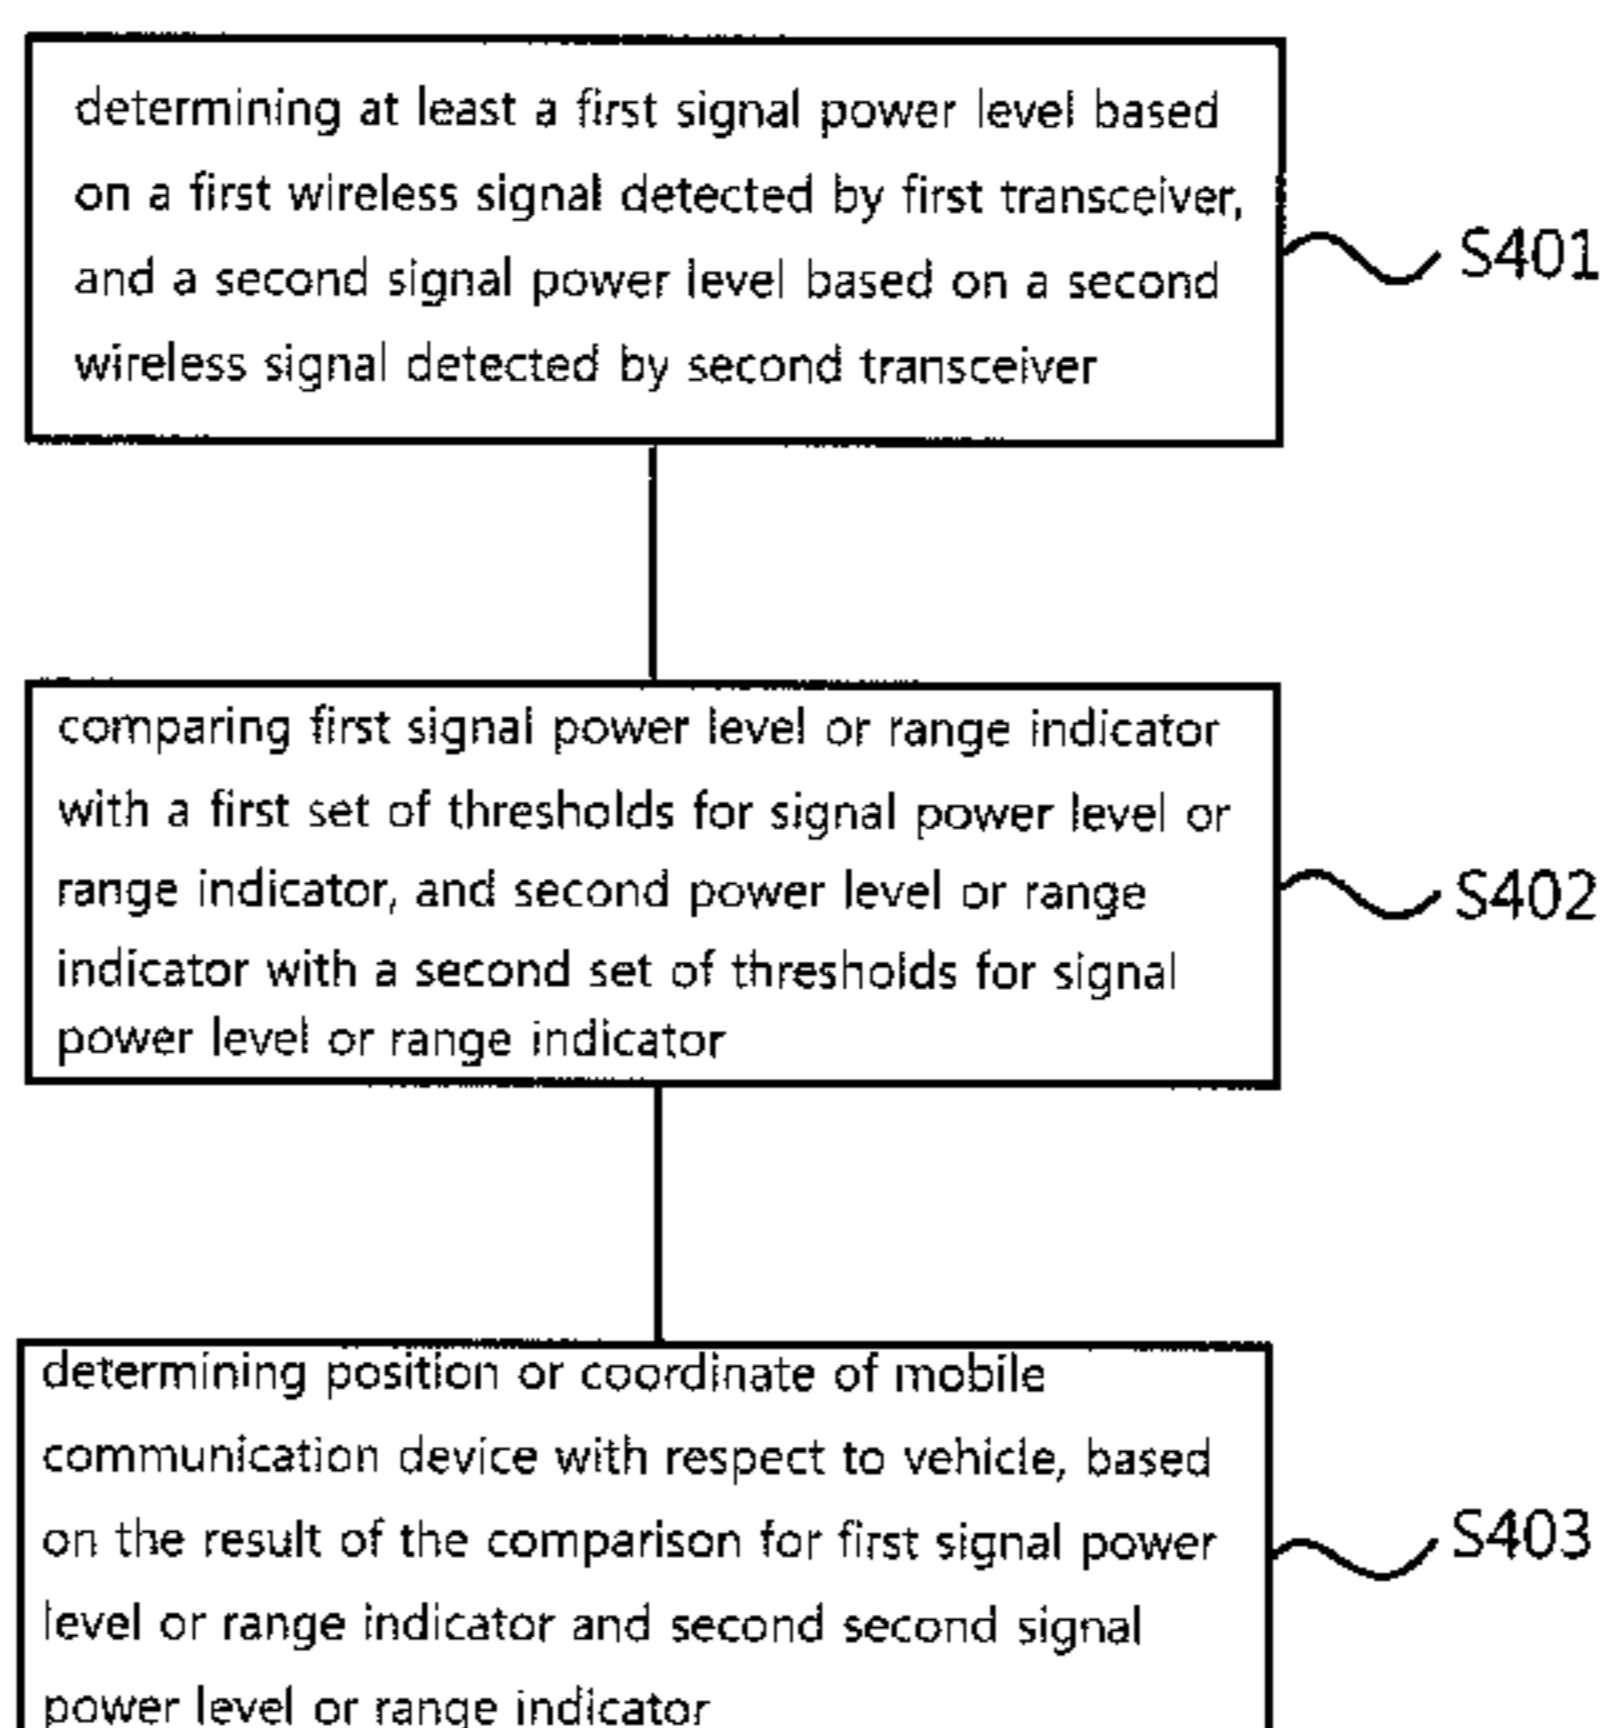 determining at least a first signal power level based
on a first wireless signal detected by first transceiver,
and a second signal power level based on a second
wireless signal detected by second transceiver
S401
comparing first signal power level or range indicator
with a first set of thresholds for signal power level or
range indicator, and second power level or range
indicator with a second set of thresholds for signal
power level or range indicator
S402
determining position or coordinate of mobile
communication device with respect to vehicle, based
on the result of the comparison for first signal power
level or range indicator and second second signal
power level or range indicator
S403